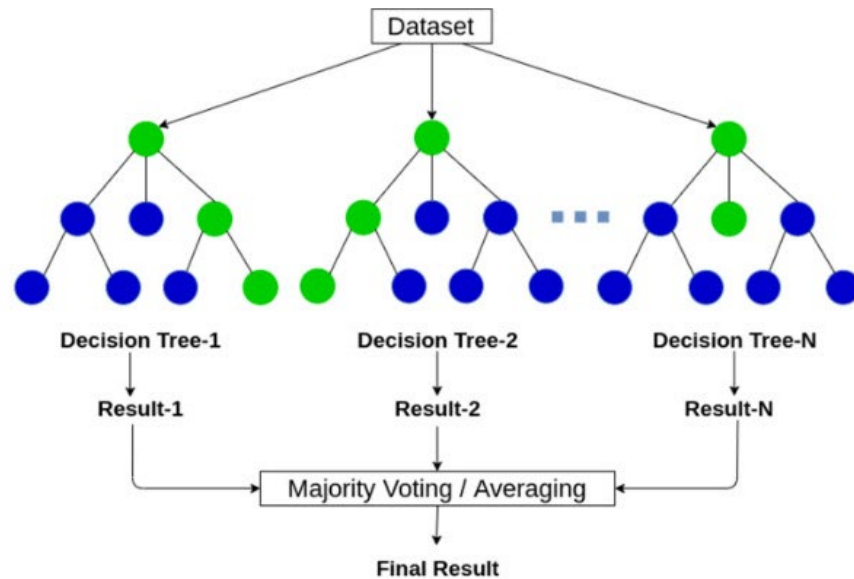 Dataset
Decision Tree-1
Decision Tree-2
Decision Tree-N
Result-1
Result-2
Result-N
Majority Voting / Averaging
Final Result